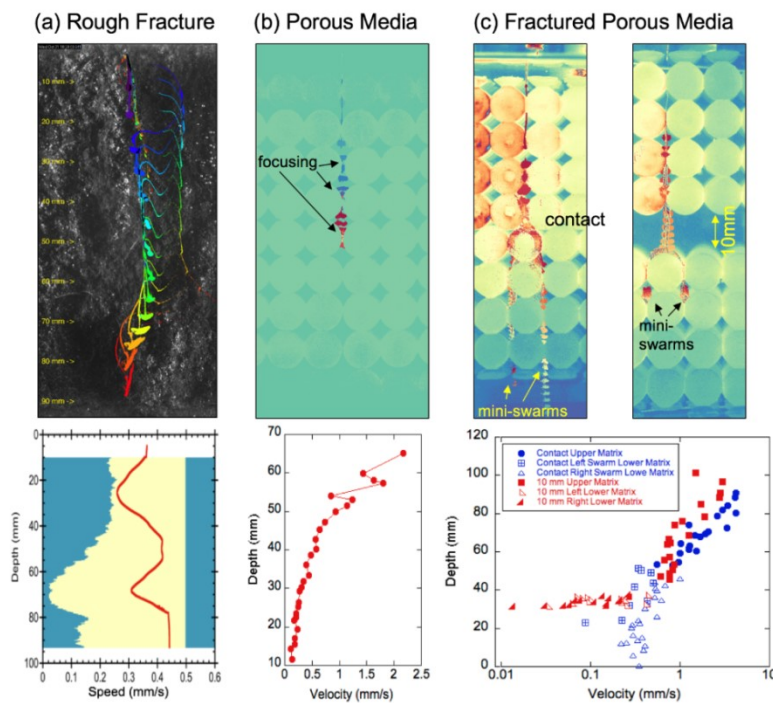 (a) Rough Fracture
(b) Porous Media
(c) Fractured Porous Media
10 mm ->
20 mm ->
30 mm ->
40 mm ->
50 mm ->
60 mm ->
70 mm ->
80 mm ->
90 mm ->
focusing
contact
mini-swarms
10mm
mini-
swarms
0
20
40
60
80
100
Depth (mm)
0 0.1 0.2 0.3 0.4 0.5 0.6
Speed (mm/s)
70
60
50
40
30
20
10
Depth (mm)
0 0.5 1 1.5 2 2.5
Velocity (mm/s)
120
100
80
60
40
20
0
Depth (mm)
Contact Upper Matrix
Contact Left Swarm Lower Matrix
Contact Right Swarm Lowe Matrix
10 mm Upper Matrix
10 mm Left Lower Matrix
10 mm Right Lower Matrix
0.01 0.1 1 10
Velocity (mm/s)